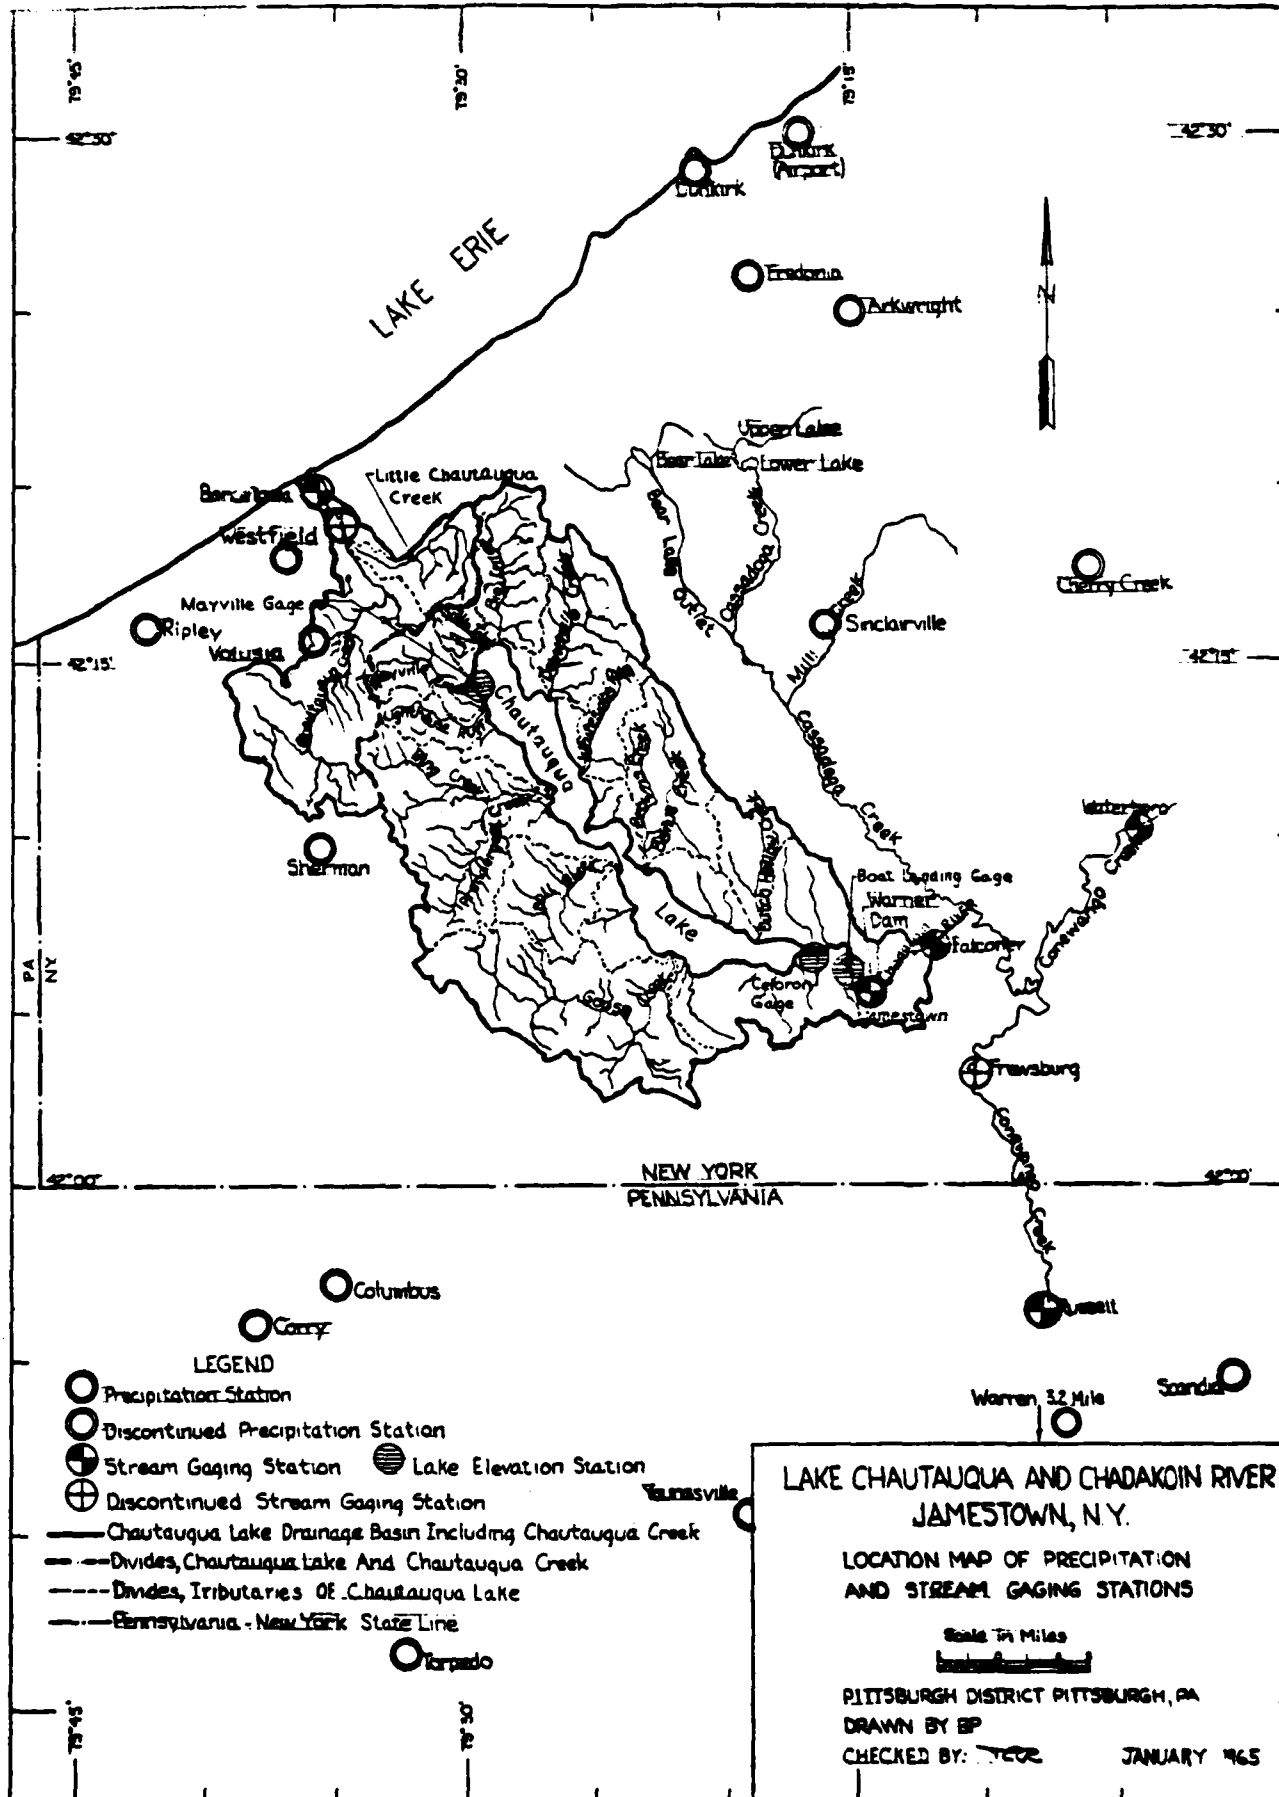 79°45'
79°30'
79°15'
42°30'
42°30'
Dunkirk
(Airport)
Dunkirk
LAKE ERIE
Fredonia
Arkwright
N
Upper Lake
Bear Lake
Lower Lake
Little Chautauqua
Creek
Barcelona
Westfield
Bear Lake
Outlet
Cassadaga Creek
Cherry Creek
Mayville Gage
Ripley
Volusia
Mill Creek
Sinclairville
42°15'
42°15'
Chautauqua
Cassadaga
Creek
Waterboro
Sherman
Dutch Hollow
Boat Landing Gage
Warner
Dam
Lake
River
Falconer
Conewango Creek
PA
NY
Celoron
Gage
Goose Creek
Jamestown
Frewsburg
Conewango
Creek
42°00'
NEW YORK
PENNSYLVANIA
42°00'
Russell
Columbus
Corry
Scandia
Warren 3.2 Mile
Youngsville
Torpedo
LEGEND
Precipitation Station
Discontinued Precipitation Station
Stream Gaging Station
Lake Elevation Station
Discontinued Stream Gaging Station
Chautauqua Lake Drainage Basin Including Chautauqua Creek
Divides, Chautauqua Lake And Chautauqua Creek
Divides, Tributaries Of Chautauqua Lake
Pennsylvania - New York State Line
79°45'
79°30'
LAKE CHAUTAUQUA AND CHADAKOIN RIVER
JAMESTOWN, N.Y.
LOCATION MAP OF PRECIPITATION
AND STREAM GAGING STATIONS
Scale In Miles
PITTSBURGH DISTRICT PITTSBURGH, PA
DRAWN BY BP
CHECKED BY:
JANUARY 1965